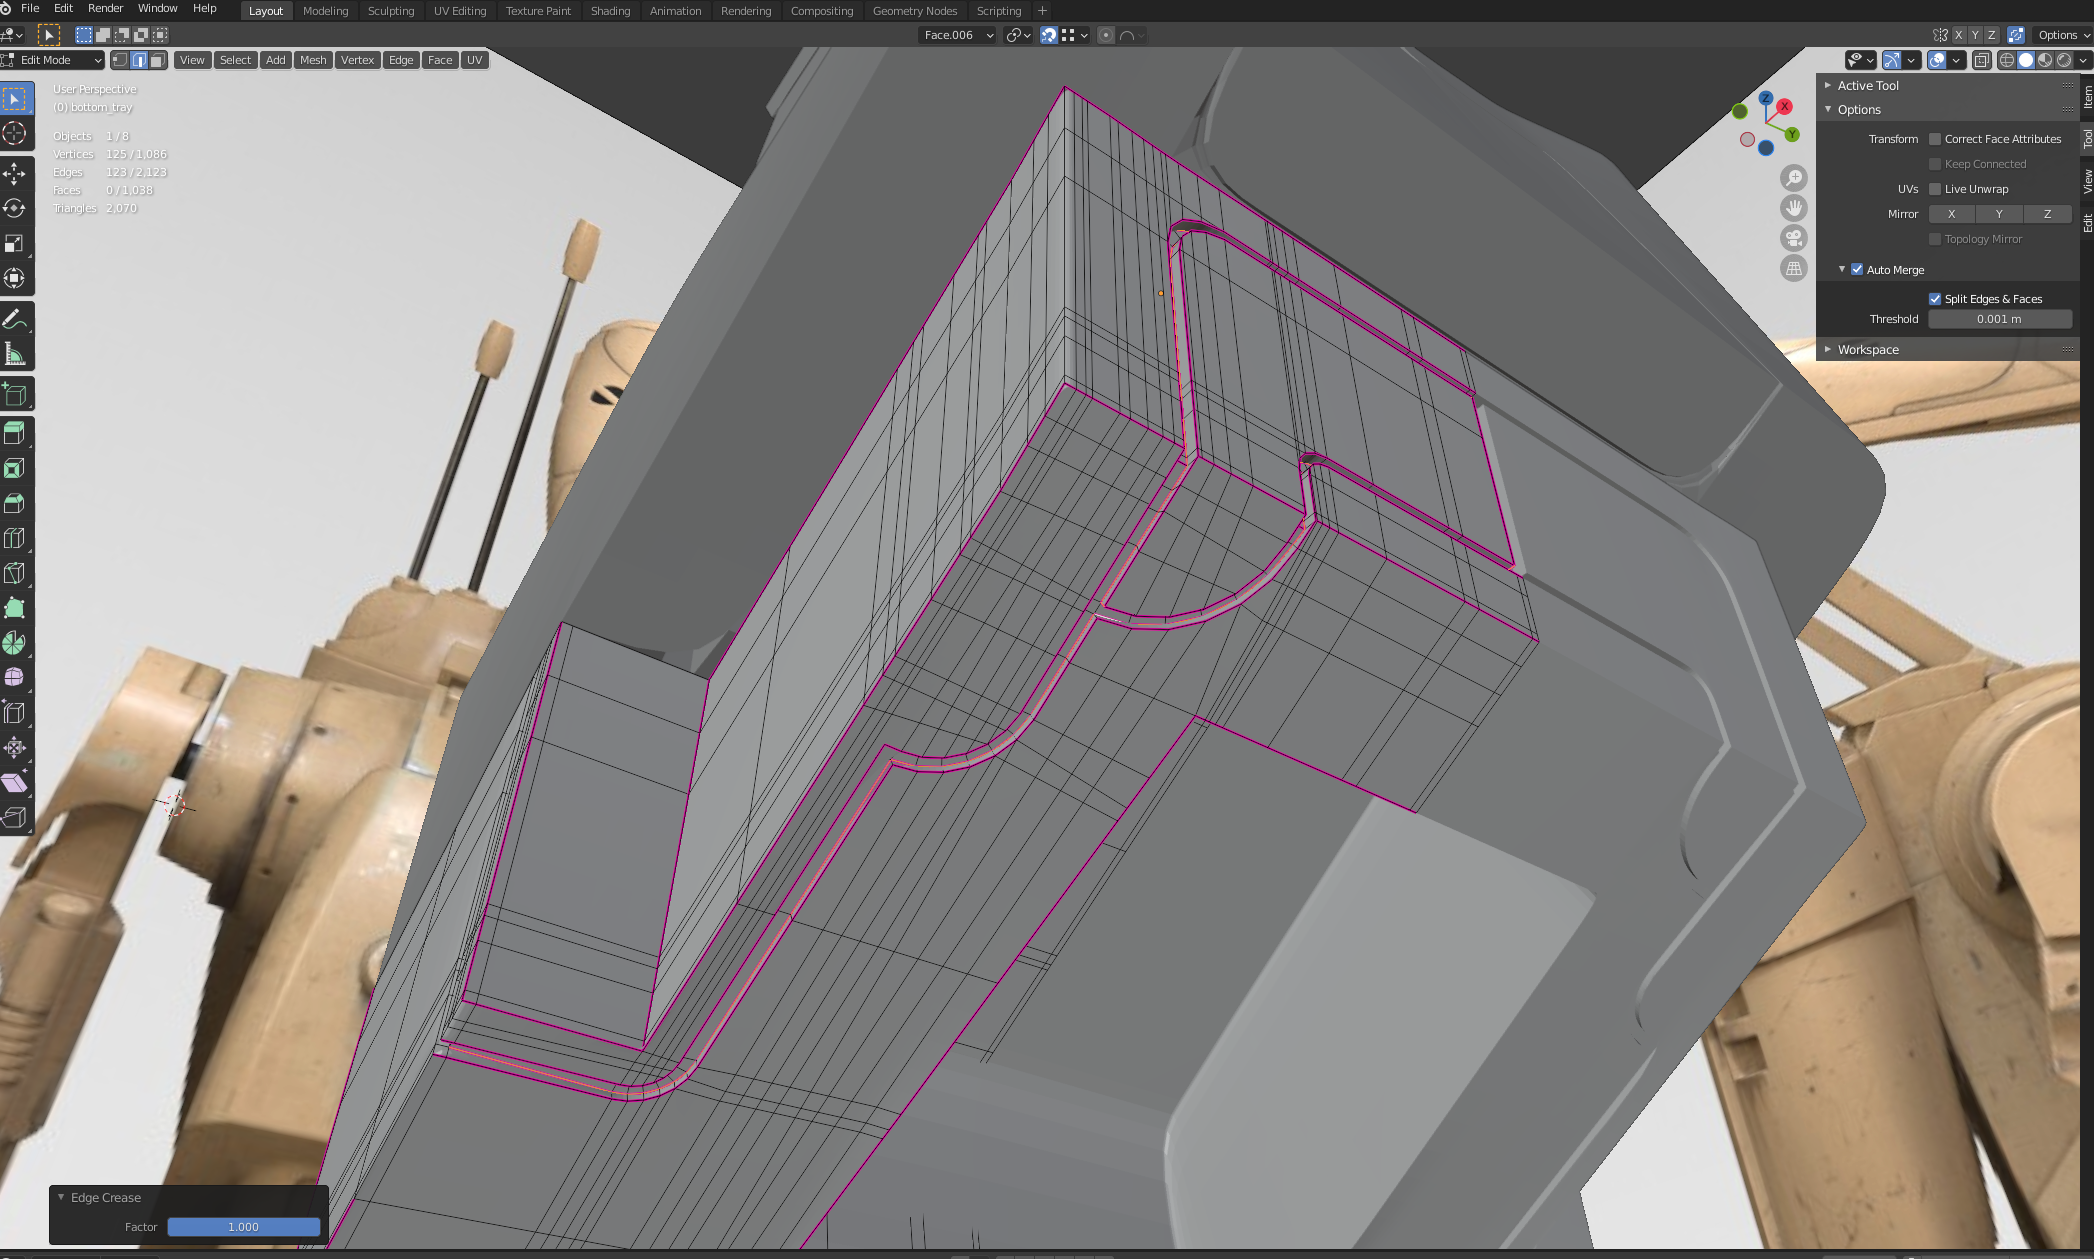 File Edit Render Window Help Layout Modeling Sculpting UV Editing Texture Paint Shading Animation Rendering Compositing Geometry Nodes Scripting +
Face.006 X Y Z Options
Edit Mode View Select Add Mesh Vertex Edge Face UV
User Perspective
(0) bottom_tray
Objects 1 / 8
Vertices 125 / 1,086
Edges 123 / 2,123
Faces 0 / 1,038
Triangles 2,070
Z
X
Y
Active Tool
Options
Transform Correct Face Attributes
Keep Connected
UVs Live Unwrap
Mirror X Y Z
Topology Mirror
Auto Merge
Split Edges & Faces
Threshold 0.001 m
Workspace
Item
Tool
View
Edit
Edge Crease
Factor 1.000